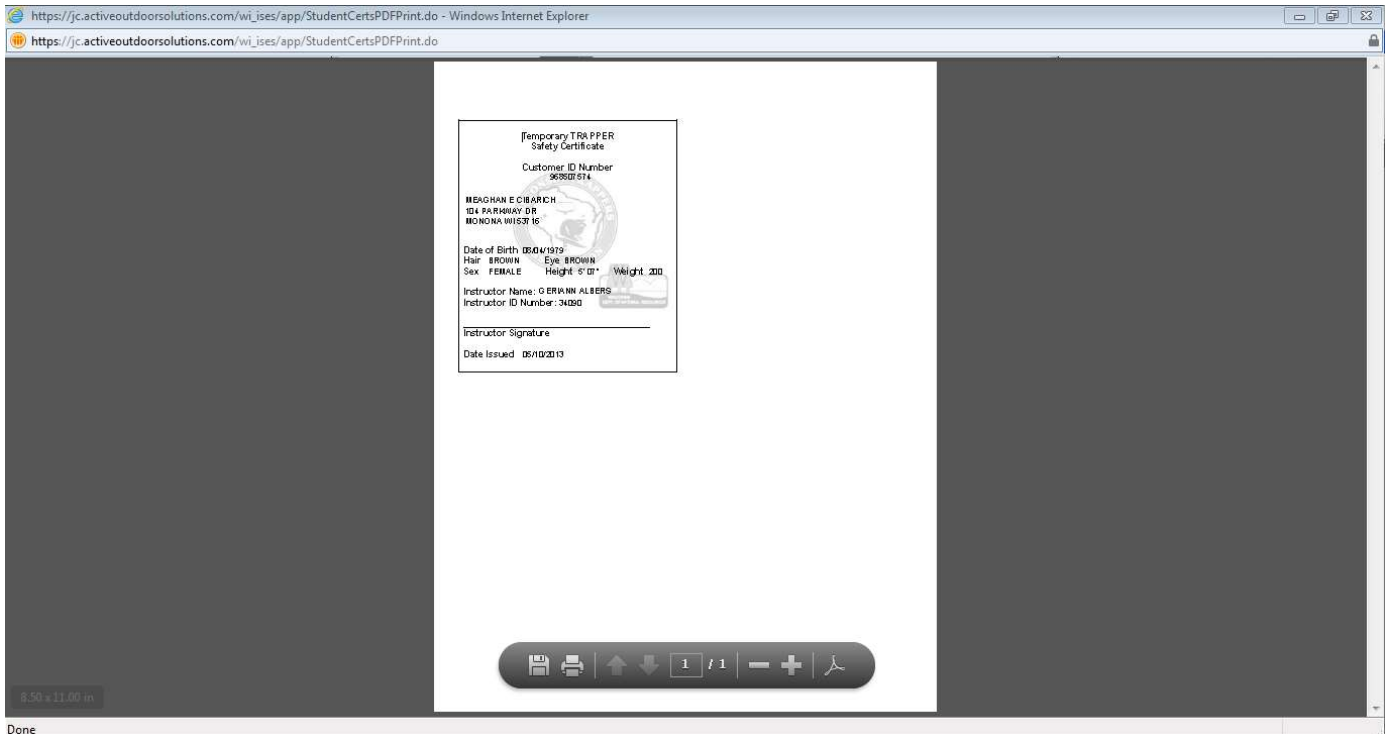 https://jc.activeoutdoorsolutions.com/wi_ises/app/StudentCertsPDFPrint.do - Windows Internet Explorer
https://jc.activeoutdoorsolutions.com/wi_ises/app/StudentCertsPDFPrint.do
Temporary TRAPPER
Safety Certificate
Customer ID Number
968507574
MEAGHAN E CIBARICH
104 PARKWAY DR
MONONA WI 53716
Date of Birth 08/04/1979
Hair BROWN Eye BROWN
Sex FEMALE Height 5' 07" Weight 200
Instructor Name: GERIANN ALBERS
Instructor ID Number: 34090
Instructor Signature
Date Issued 05/10/2013
1 / 1
8.50 x 11.00 in
Done